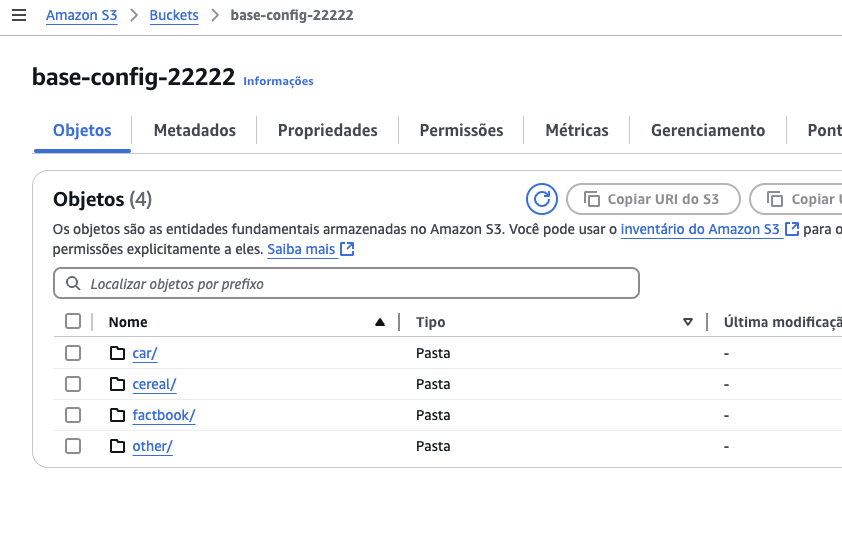 Amazon S3 > Buckets > base-config-22222
base-config-22222 Informações
Objetos Metadados Propriedades Permissões Métricas Gerenciamento Pont
Objetos (4) Copiar URI do S3 Copiar U
Os objetos são as entidades fundamentais armazenadas no Amazon S3. Você pode usar o inventário do Amazon S3 para o
permissões explicitamente a eles. Saiba mais
Localizar objetos por prefixo
Nome Tipo Última modificaçã
car/ Pasta -
cereal/ Pasta -
factbook/ Pasta -
other/ Pasta -